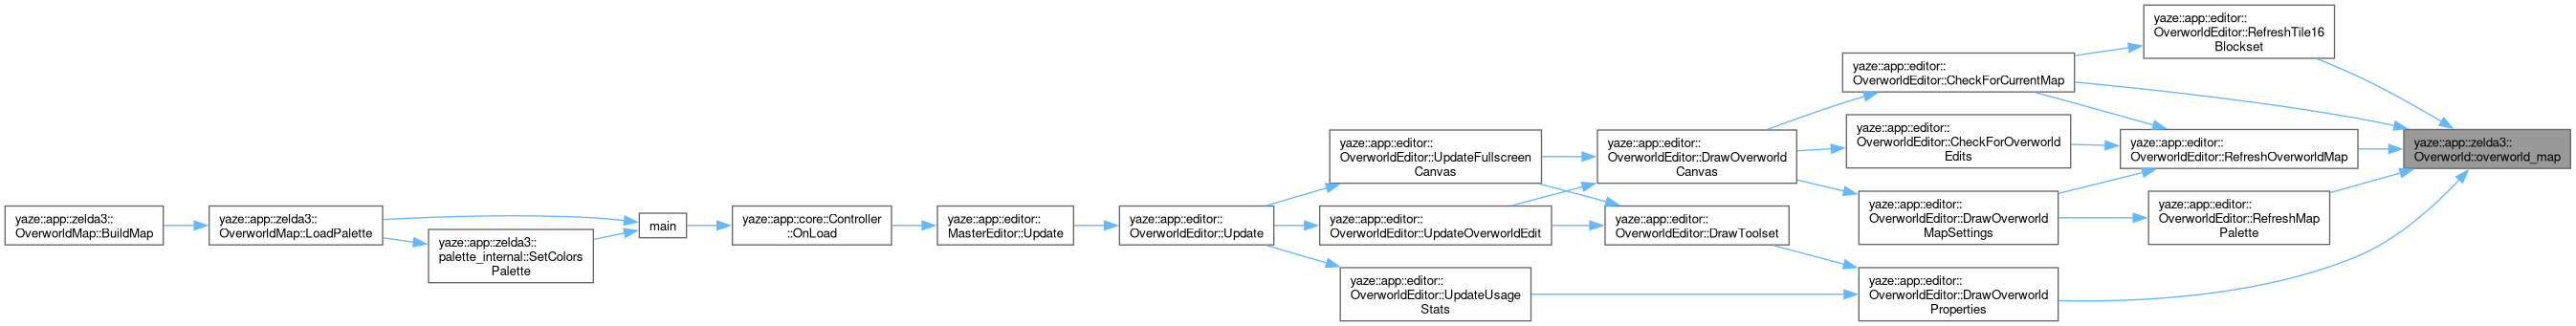 yaze::app::zelda3::
OverworldMap::BuildMap
yaze::app::zelda3::
OverworldMap::LoadPalette
yaze::app::zelda3::
palette_internal::SetColors
Palette
main
yaze::app::core::Controller
::OnLoad
yaze::app::editor::
MasterEditor::Update
yaze::app::editor::
OverworldEditor::Update
yaze::app::editor::
OverworldEditor::UpdateFullscreen
Canvas
yaze::app::editor::
OverworldEditor::UpdateOverworldEdit
yaze::app::editor::
OverworldEditor::UpdateUsage
Stats
yaze::app::editor::
OverworldEditor::DrawOverworld
Canvas
yaze::app::editor::
OverworldEditor::DrawToolset
yaze::app::editor::
OverworldEditor::CheckForCurrentMap
yaze::app::editor::
OverworldEditor::CheckForOverworld
Edits
yaze::app::editor::
OverworldEditor::DrawOverworld
MapSettings
yaze::app::editor::
OverworldEditor::DrawOverworld
Properties
yaze::app::editor::
OverworldEditor::RefreshTile16
Blockset
yaze::app::editor::
OverworldEditor::RefreshOverworldMap
yaze::app::editor::
OverworldEditor::RefreshMap
Palette
yaze::app::zelda3::
Overworld::overworld_map